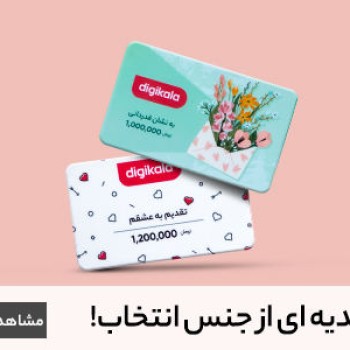 digikala
به نشان قدردانی
1,000,000 تومان
digikala
تقدیم به عشقم
1,200,000 تومان
دیه ای از جنس انتخاب!
مشاهد